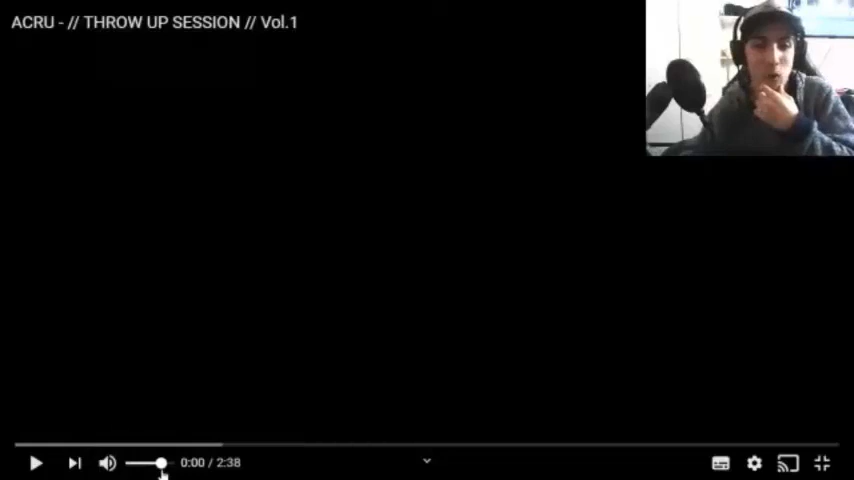 ACRU - // THROW UP SESSION // Vol.1
0:00 / 2:38